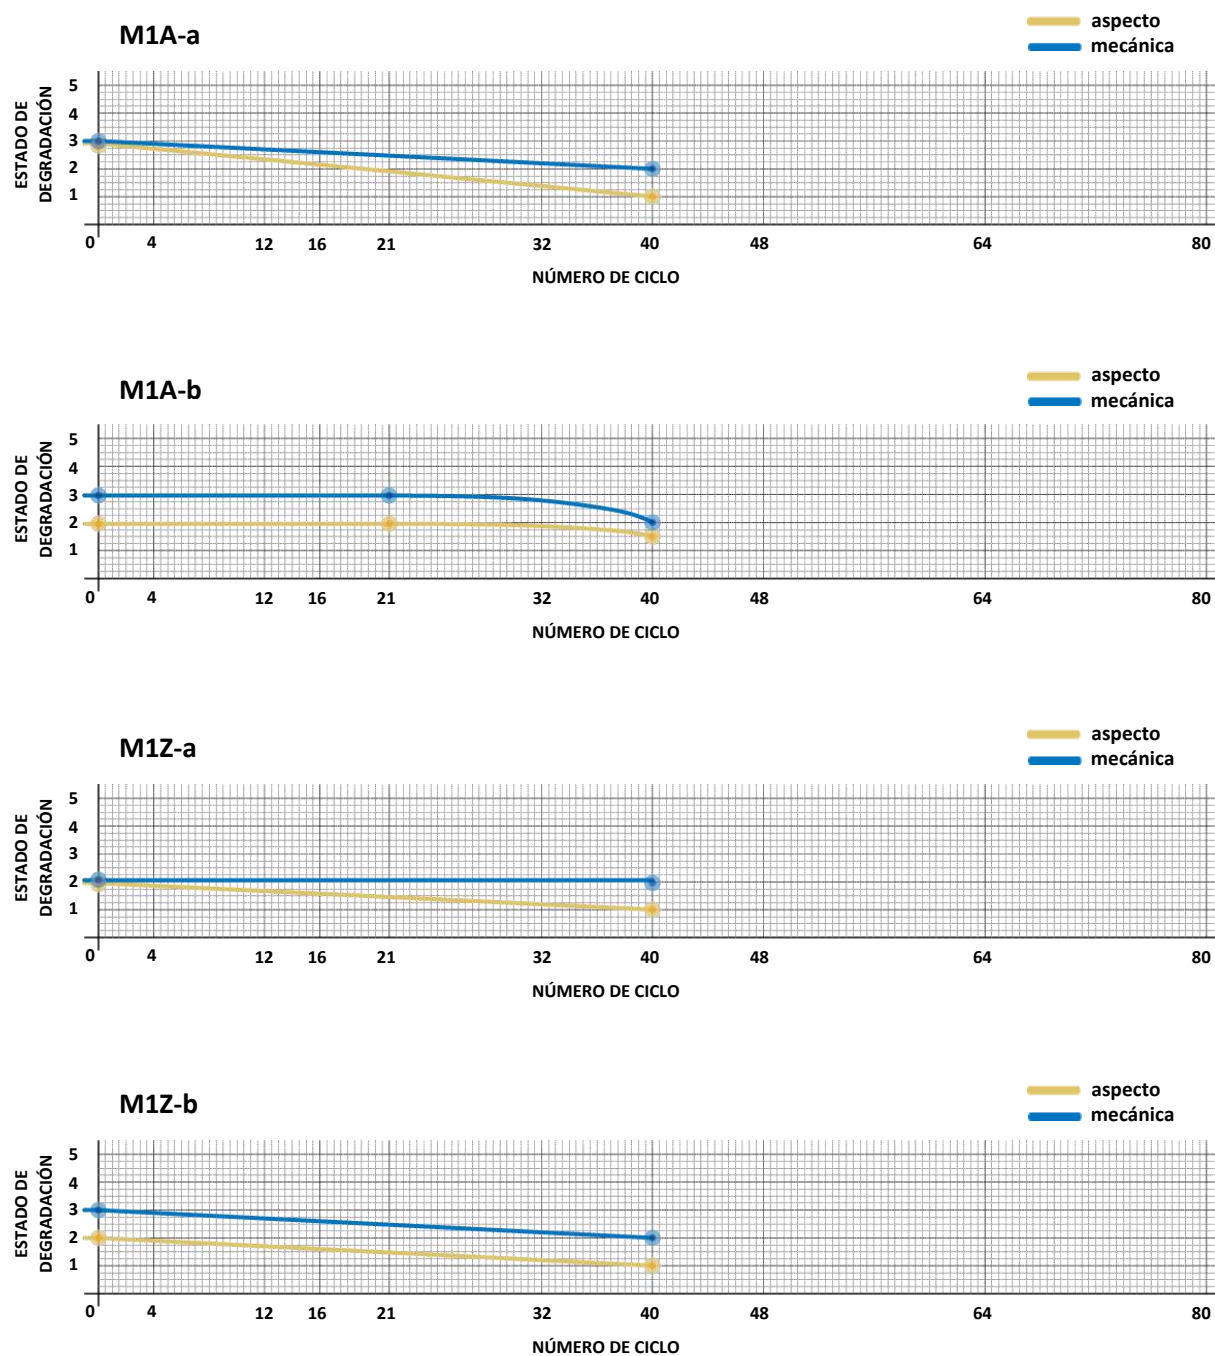 M1A-a
aspecto
mecánica
ESTADO DE
DEGRADACIÓN
5
4
3
2
1
0 4 12 16 21 32 40 48 64 80
NÚMERO DE CICLO
M1A-b
aspecto
mecánica
ESTADO DE
DEGRADACIÓN
5
4
3
2
1
0 4 12 16 21 32 40 48 64 80
NÚMERO DE CICLO
M1Z-a
aspecto
mecánica
ESTADO DE
DEGRADACIÓN
5
4
3
2
1
0 4 12 16 21 32 40 48 64 80
NÚMERO DE CICLO
M1Z-b
aspecto
mecánica
ESTADO DE
DEGRADACIÓN
5
4
3
2
1
0 4 12 16 21 32 40 48 64 80
NÚMERO DE CICLO